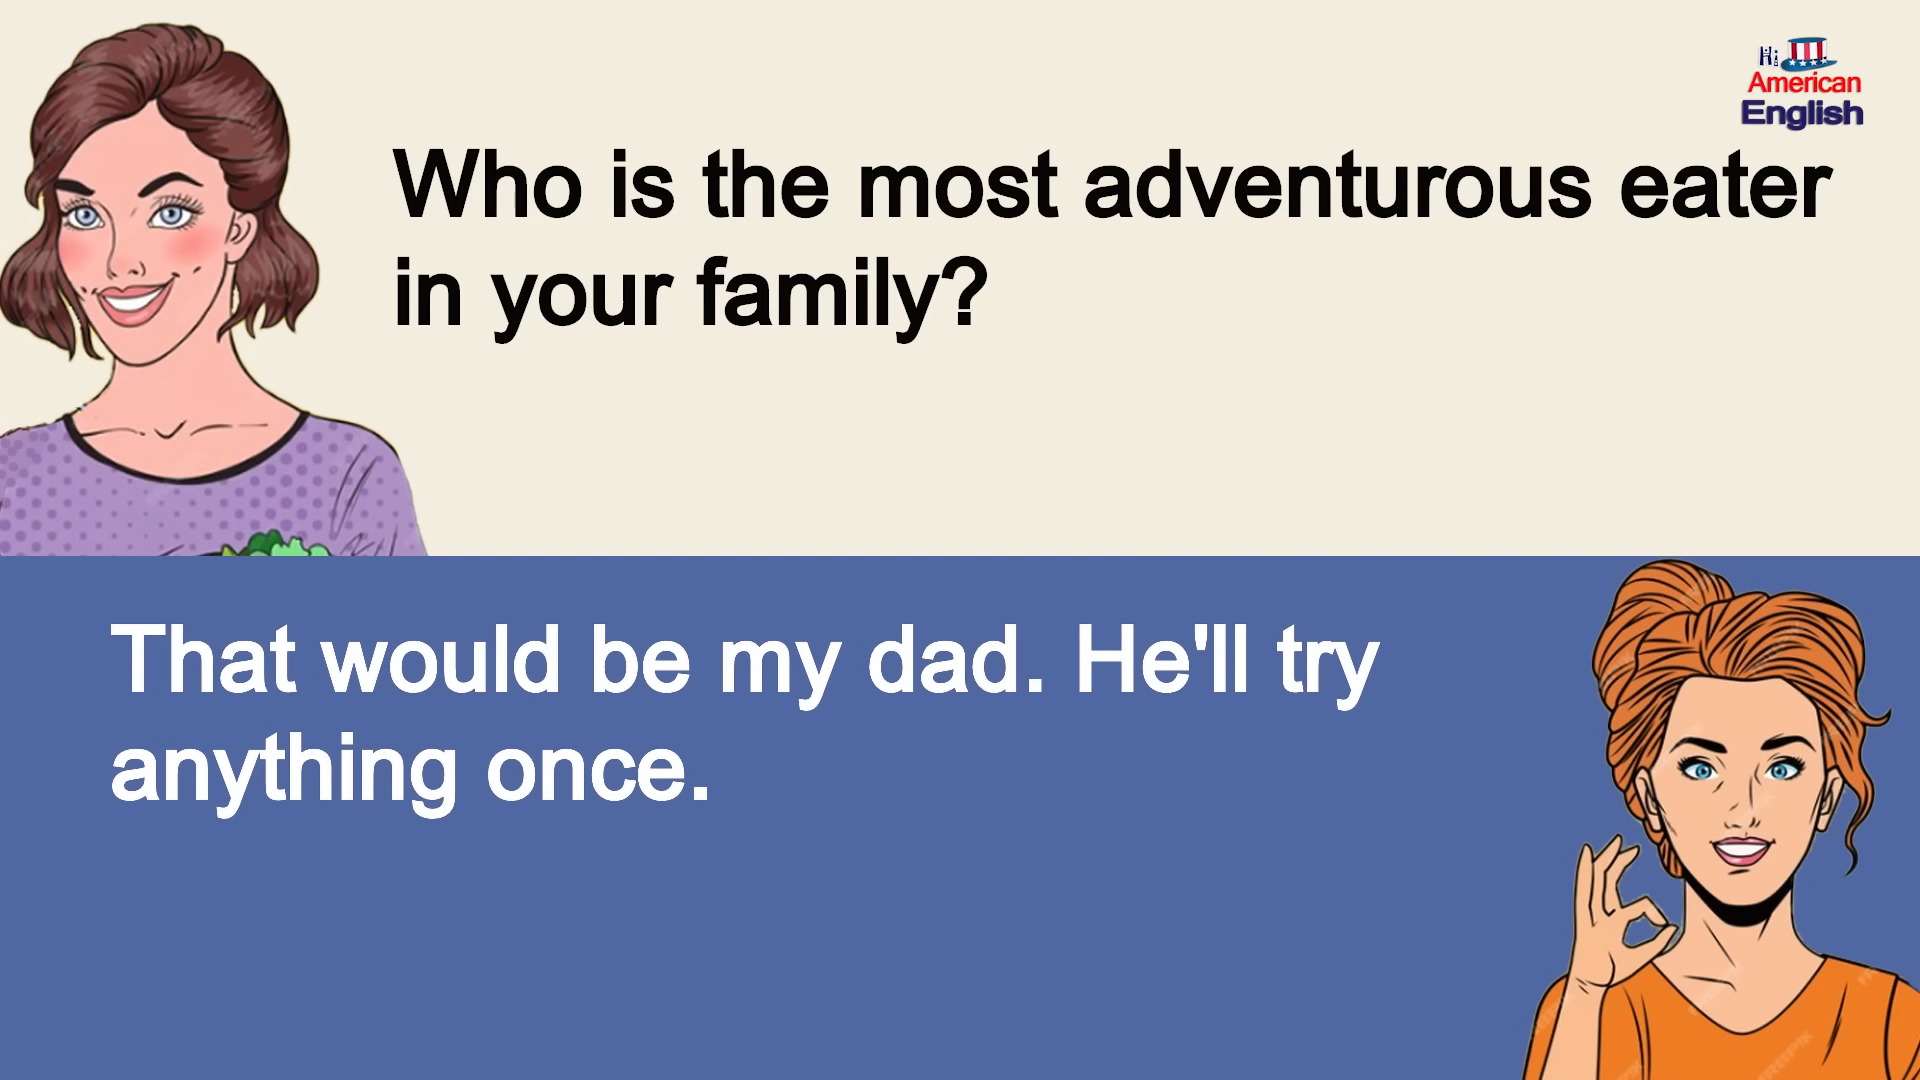 Hi
American
English
Who is the most adventurous eater
in your family?
That would be my dad. He'll try
anything once.